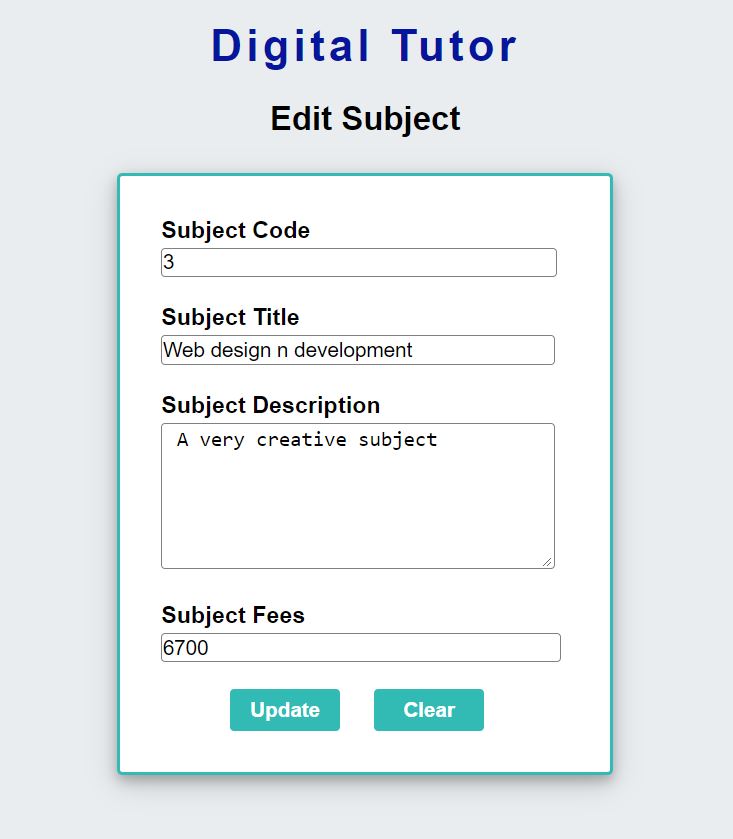 Digital Tutor
Edit Subject
Subject Code
3
Subject Title
Web design n development
Subject Description
A very creative subject
Subject Fees
6700
Update Clear